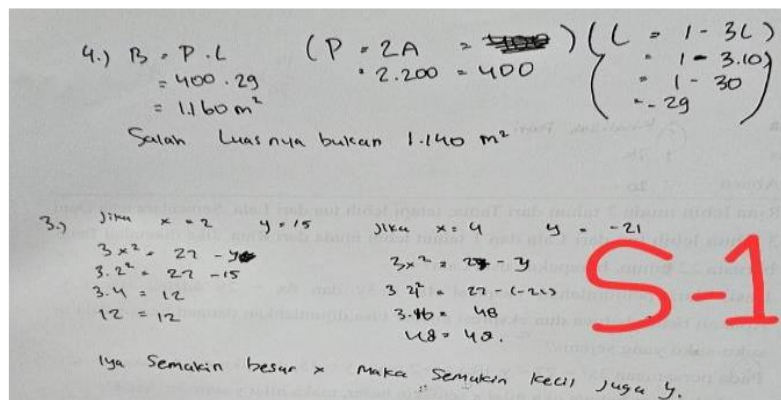 4.) B = P . L (P = 2A = ) (L = 1 - 3L)
= 400 . 29 = 2.200 = 400 = 1 - 3.10)
= 1.160 m² = 1 - 30
= - 29
Salah Luas nya bukan 1.140 m²
3.) Jika x = 2 y = 15 Jika x = 4 y = -21
3x² = 27 - y 3x² = 27 - y
3.2² = 27 - 15 3 4² = 27 - (-21)
3.4 = 12 3.16 = 48
12 = 12 48 = 48.
Iya Semakin besar x maka Semakin kecil juga y.
S-1